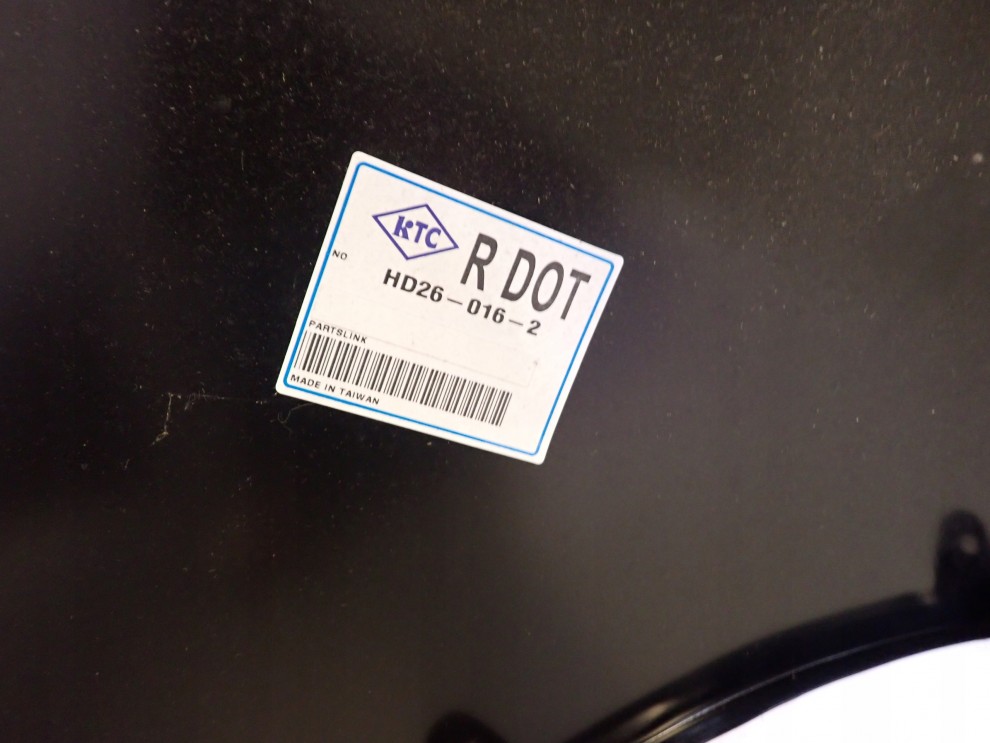 KTC R DOT
NO
HD26-016-2
PARTSLINK
MADE IN TAIWAN